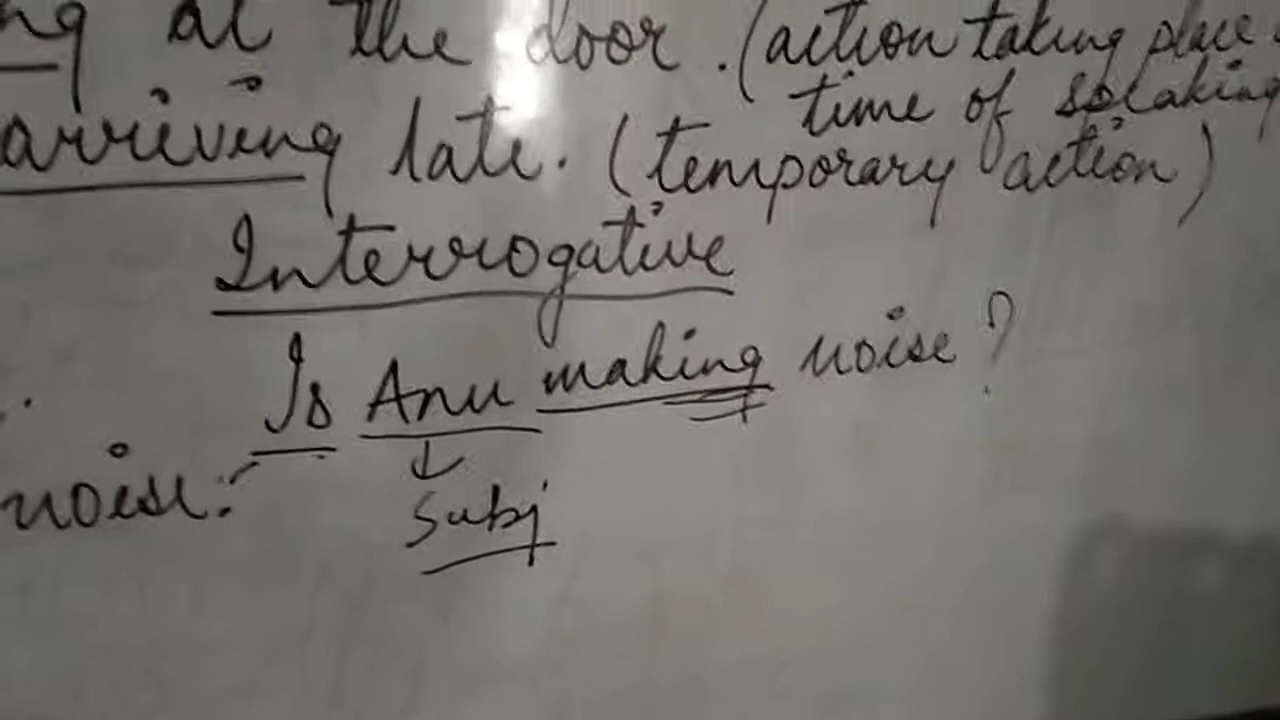 ng at the door. (action taking place
time of speaking
arriving late. (temporary action)
Interrogative
Is Anu making noise?
noise.
Subj